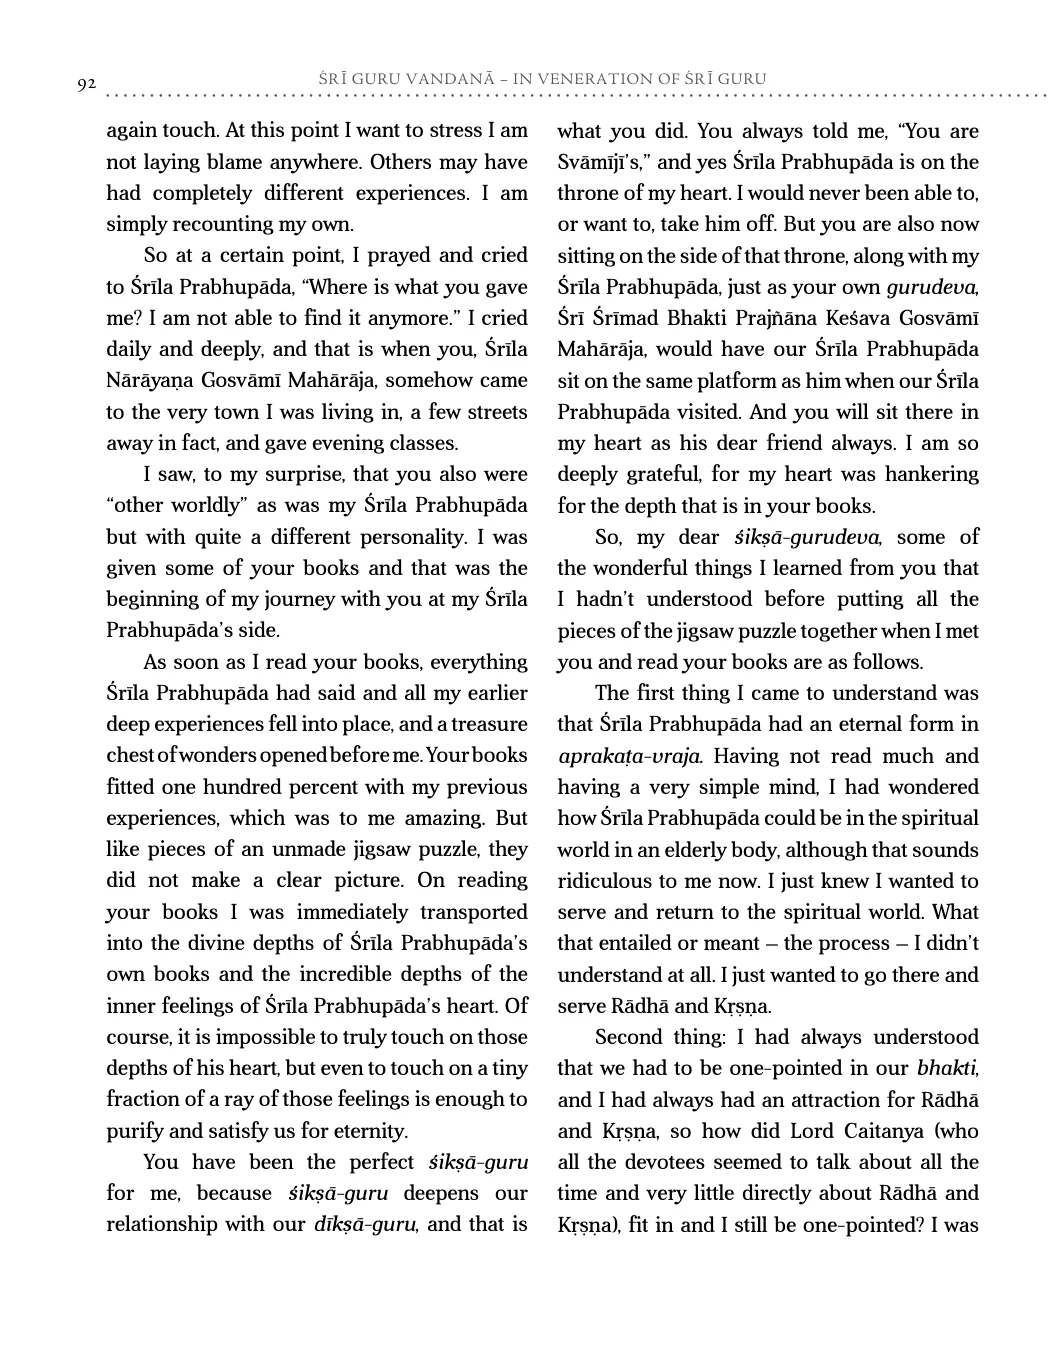 92
ŚRĪ GURU VANDANĀ – IN VENERATION OF ŚRĪ GURU
again touch. At this point I want to stress I am
not laying blame anywhere. Others may have
had completely different experiences. I am
simply recounting my own.
So at a certain point, I prayed and cried
to Śrīla Prabhupāda, “Where is what you gave
me? I am not able to find it anymore.” I cried
daily and deeply, and that is when you, Śrīla
Nārāyaṇa Gosvāmī Mahārāja, somehow came
to the very town I was living in, a few streets
away in fact, and gave evening classes.
I saw, to my surprise, that you also were
“other worldly” as was my Śrīla Prabhupāda
but with quite a different personality. I was
given some of your books and that was the
beginning of my journey with you at my Śrīla
Prabhupāda’s side.
As soon as I read your books, everything
Śrīla Prabhupāda had said and all my earlier
deep experiences fell into place, and a treasure
chest of wonders opened before me. Your books
fitted one hundred percent with my previous
experiences, which was to me amazing. But
like pieces of an unmade jigsaw puzzle, they
did not make a clear picture. On reading
your books I was immediately transported
into the divine depths of Śrīla Prabhupāda’s
own books and the incredible depths of the
inner feelings of Śrīla Prabhupāda’s heart. Of
course, it is impossible to truly touch on those
depths of his heart, but even to touch on a tiny
fraction of a ray of those feelings is enough to
purify and satisfy us for eternity.
You have been the perfect śikṣā-guru
for me, because śikṣā-guru deepens our
relationship with our dīkṣā-guru, and that is
what you did. You always told me, “You are
Svāmījī’s,” and yes Śrīla Prabhupāda is on the
throne of my heart. I would never been able to,
or want to, take him off. But you are also now
sitting on the side of that throne, along with my
Śrīla Prabhupāda, just as your own gurudeva,
Śrī Śrīmad Bhakti Prajñāna Keśava Gosvāmī
Mahārāja, would have our Śrīla Prabhupāda
sit on the same platform as him when our Śrīla
Prabhupāda visited. And you will sit there in
my heart as his dear friend always. I am so
deeply grateful, for my heart was hankering
for the depth that is in your books.
So, my dear śikṣā-gurudeva, some of
the wonderful things I learned from you that
I hadn’t understood before putting all the
pieces of the jigsaw puzzle together when I met
you and read your books are as follows.
The first thing I came to understand was
that Śrīla Prabhupāda had an eternal form in
aprakaṭa-vraja. Having not read much and
having a very simple mind, I had wondered
how Śrīla Prabhupāda could be in the spiritual
world in an elderly body, although that sounds
ridiculous to me now. I just knew I wanted to
serve and return to the spiritual world. What
that entailed or meant – the process – I didn’t
understand at all. I just wanted to go there and
serve Rādhā and Kṛṣṇa.
Second thing: I had always understood
that we had to be one-pointed in our bhakti,
and I had always had an attraction for Rādhā
and Kṛṣṇa, so how did Lord Caitanya (who
all the devotees seemed to talk about all the
time and very little directly about Rādhā and
Kṛṣṇa), fit in and I still be one-pointed? I was